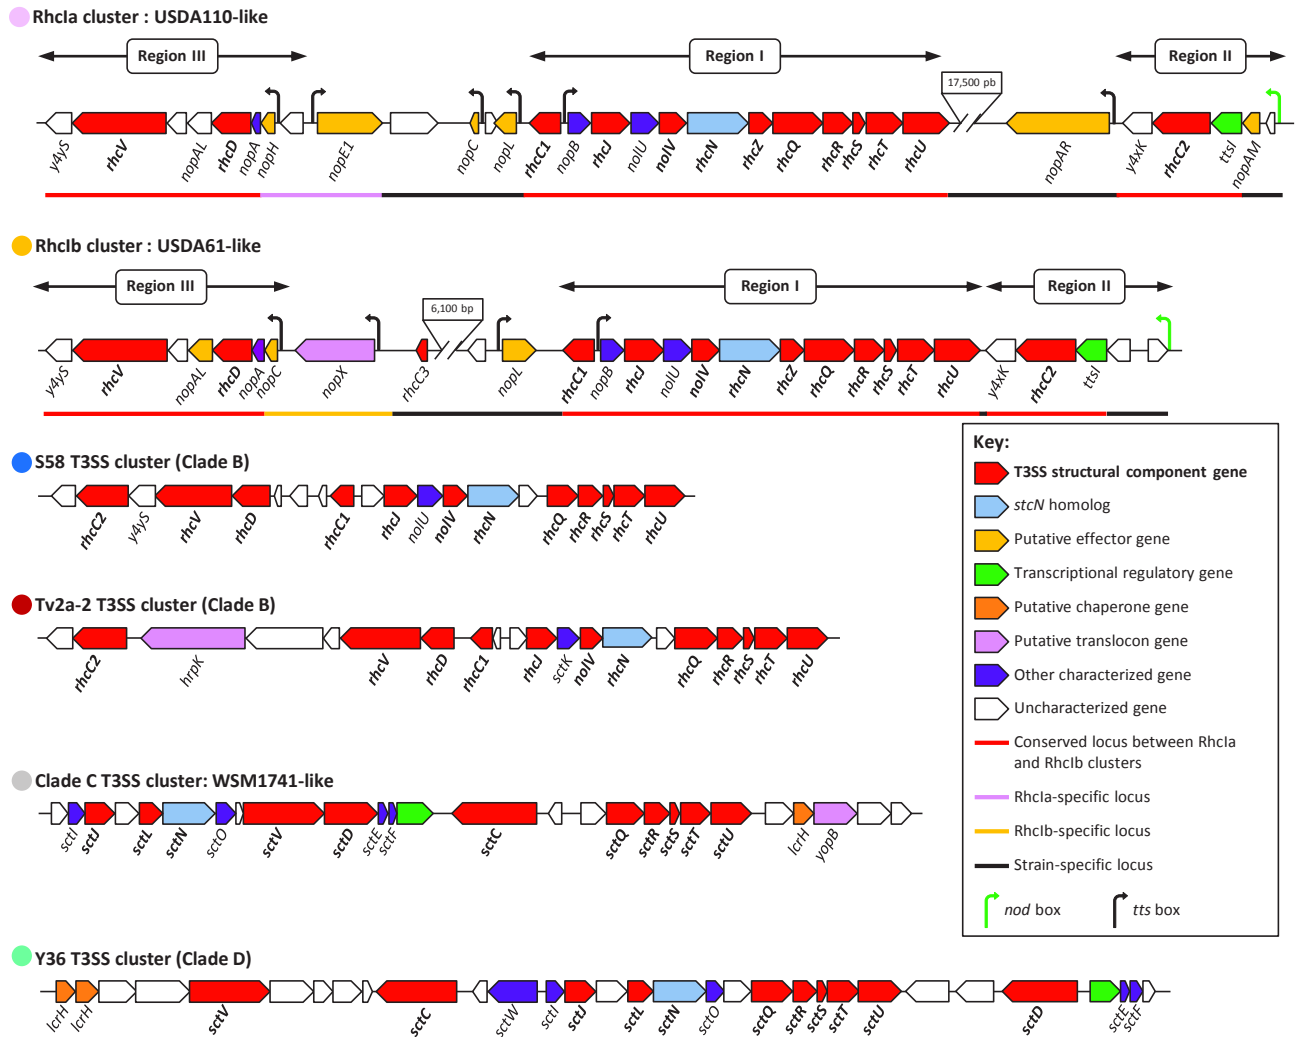 RhcIa cluster : USDA110-like
Region III
Region I
Region II
17,500 pb
y4yS
rhcV
nopAL
rhcD
nopA
nopH
nopE1
nopC
nopL
rhcC1
nopB
rhcJ
nolU
nolV
rhcN
rhcZ
rhcQ
rhcR
rhcS
rhcT
rhcU
nopAR
y4xK
rhcC2
ttsI
nopAM
RhcIb cluster : USDA61-like
Region III
Region I
Region II
6,100 bp
y4yS
rhcV
nopAL
rhcD
nopA
nopC
nopX
rhcC3
nopL
rhcC1
nopB
rhcJ
nolU
nolV
rhcN
rhcZ
rhcQ
rhcR
rhcS
rhcT
rhcU
y4xK
rhcC2
ttsI
S58 T3SS cluster (Clade B)
rhcC2
y4yS
rhcV
rhcD
rhcC1
rhcJ
nolU
nolV
rhcN
rhcQ
rhcR
rhcS
rhcT
rhcU
Tv2a-2 T3SS cluster (Clade B)
rhcC2
hrpK
rhcV
rhcD
rhcC1
rhcJ
sctK
nolV
rhcN
rhcQ
rhcR
rhcS
rhcT
rhcU
Clade C T3SS cluster: WSM1741-like
sctI
sctJ
sctL
sctN
sctO
sctV
sctD
sctE
sctF
sctC
sctQ
sctR
sctS
sctT
sctU
lcrH
yopB
Y36 T3SS cluster (Clade D)
lcrH
lcrH
sctV
sctC
sctW
sctI
sctJ
sctL
sctN
sctO
sctQ
sctR
sctS
sctT
sctU
sctD
sctE
sctF
Key:
T3SS structural component gene
stcN homolog
Putative effector gene
Transcriptional regulatory gene
Putative chaperone gene
Putative translocon gene
Other characterized gene
Uncharacterized gene
Conserved locus between RhcIa
and RhcIb clusters
RhcIa-specific locus
RhcIb-specific locus
Strain-specific locus
nod box
tts box